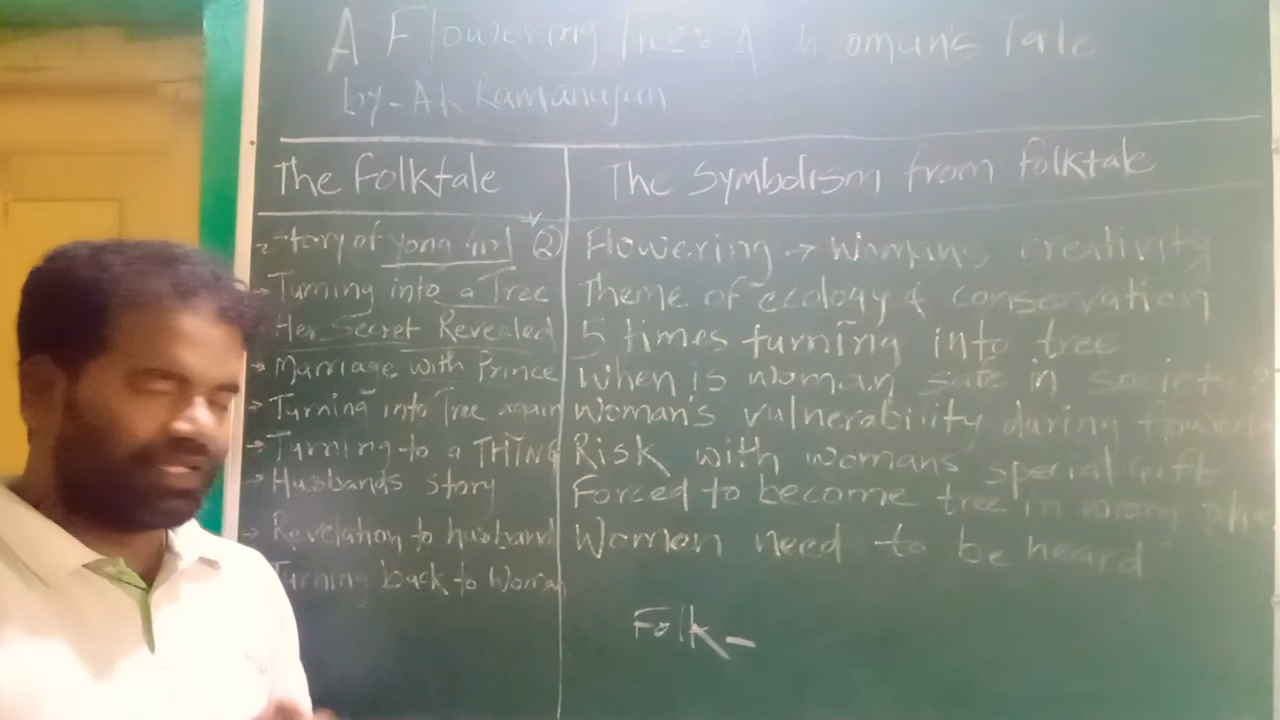 A Flowering Tree: A Woman's Tale
by - AK Ramanujan
The Folktale
The Symbolism from folktale
→ Story of yong Girl ②
→ Turning into a Tree
→ Her Secret Revealed
→ Marriage with Prince
→ Turning into Tree again
→ Turning to a THING
→ Husbands story
→ Revelation to husband
Turning back to Woman
Flowering → Womans creativity
Theme of ecology & conservation
5 times turning into tree
When is woman safe in society?
Woman's vulnerability during
Risk with womans special Gift
Forced to become tree in wrong
Women need to be heard
Folk -